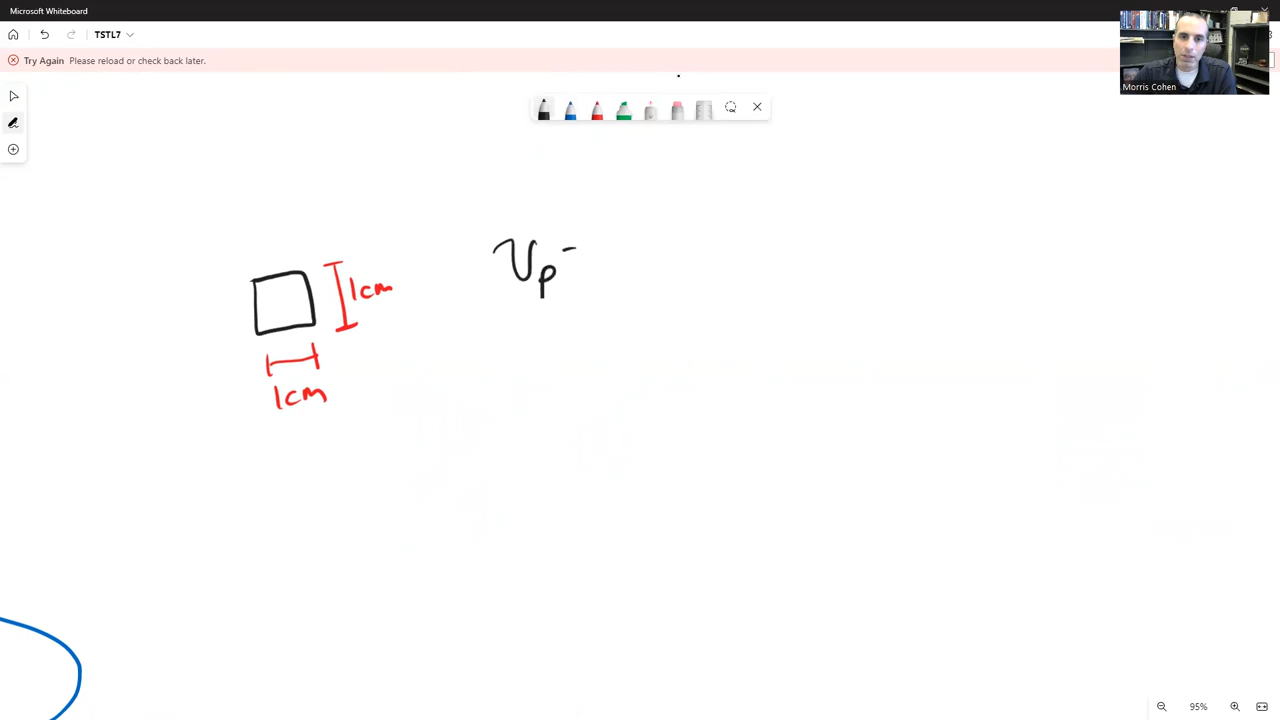 Microsoft Whiteboard
TSTL7
Try Again Please reload or check back later.
Morris Cohen
1cm
1cm
Vp -
95%